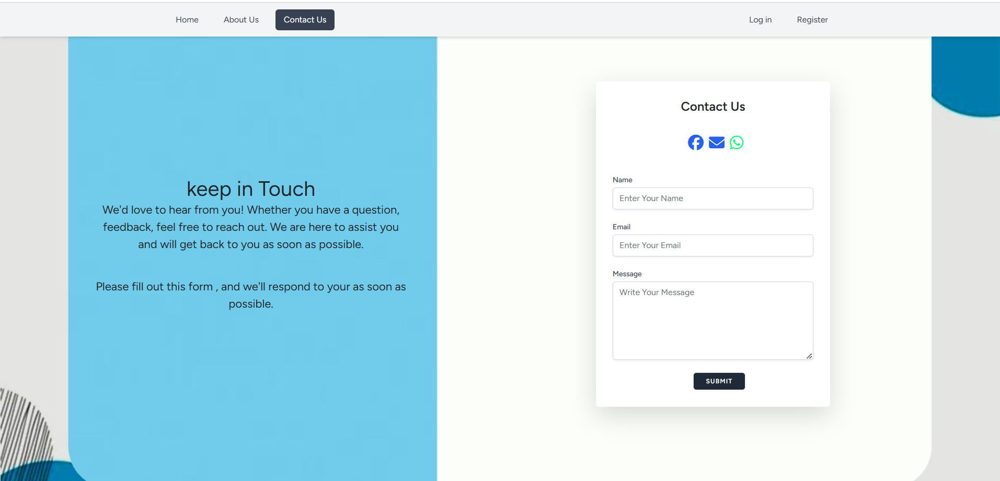 Home About Us Contact Us Log in Register
keep in Touch
We'd love to hear from you! Whether you have a question,
feedback, feel free to reach out. We are here to assist you
and will get back to you as soon as possible.
Please fill out this form , and we'll respond to your as soon as
possible.
Contact Us
Name
Enter Your Name
Email
Enter Your Email
Message
Write Your Message
SUBMIT